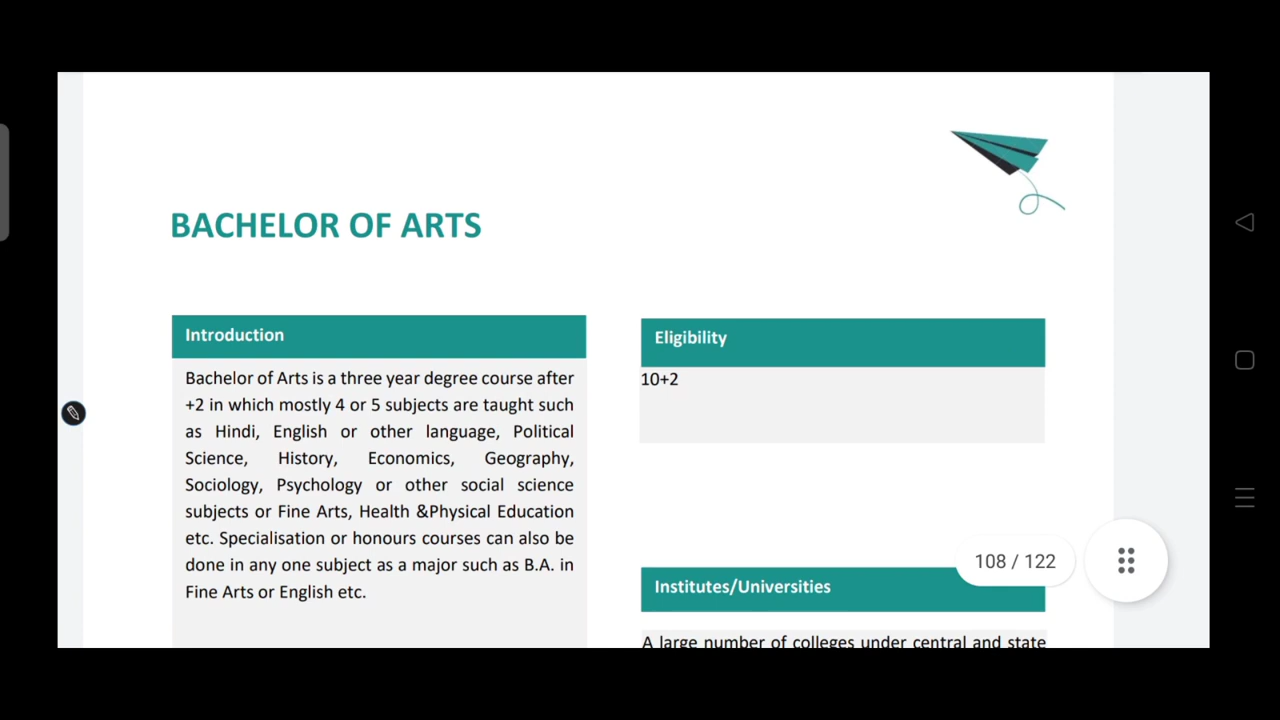 BACHELOR OF ARTS
Introduction
Bachelor of Arts is a three year degree course after
+2 in which mostly 4 or 5 subjects are taught such
as Hindi, English or other language, Political
Science, History, Economics, Geography,
Sociology, Psychology or other social science
subjects or Fine Arts, Health &Physical Education
etc. Specialisation or honours courses can also be
done in any one subject as a major such as B.A. in
Fine Arts or English etc.
Eligibility
10+2
108 / 122
Institutes/Universities
A large number of colleges under central and state